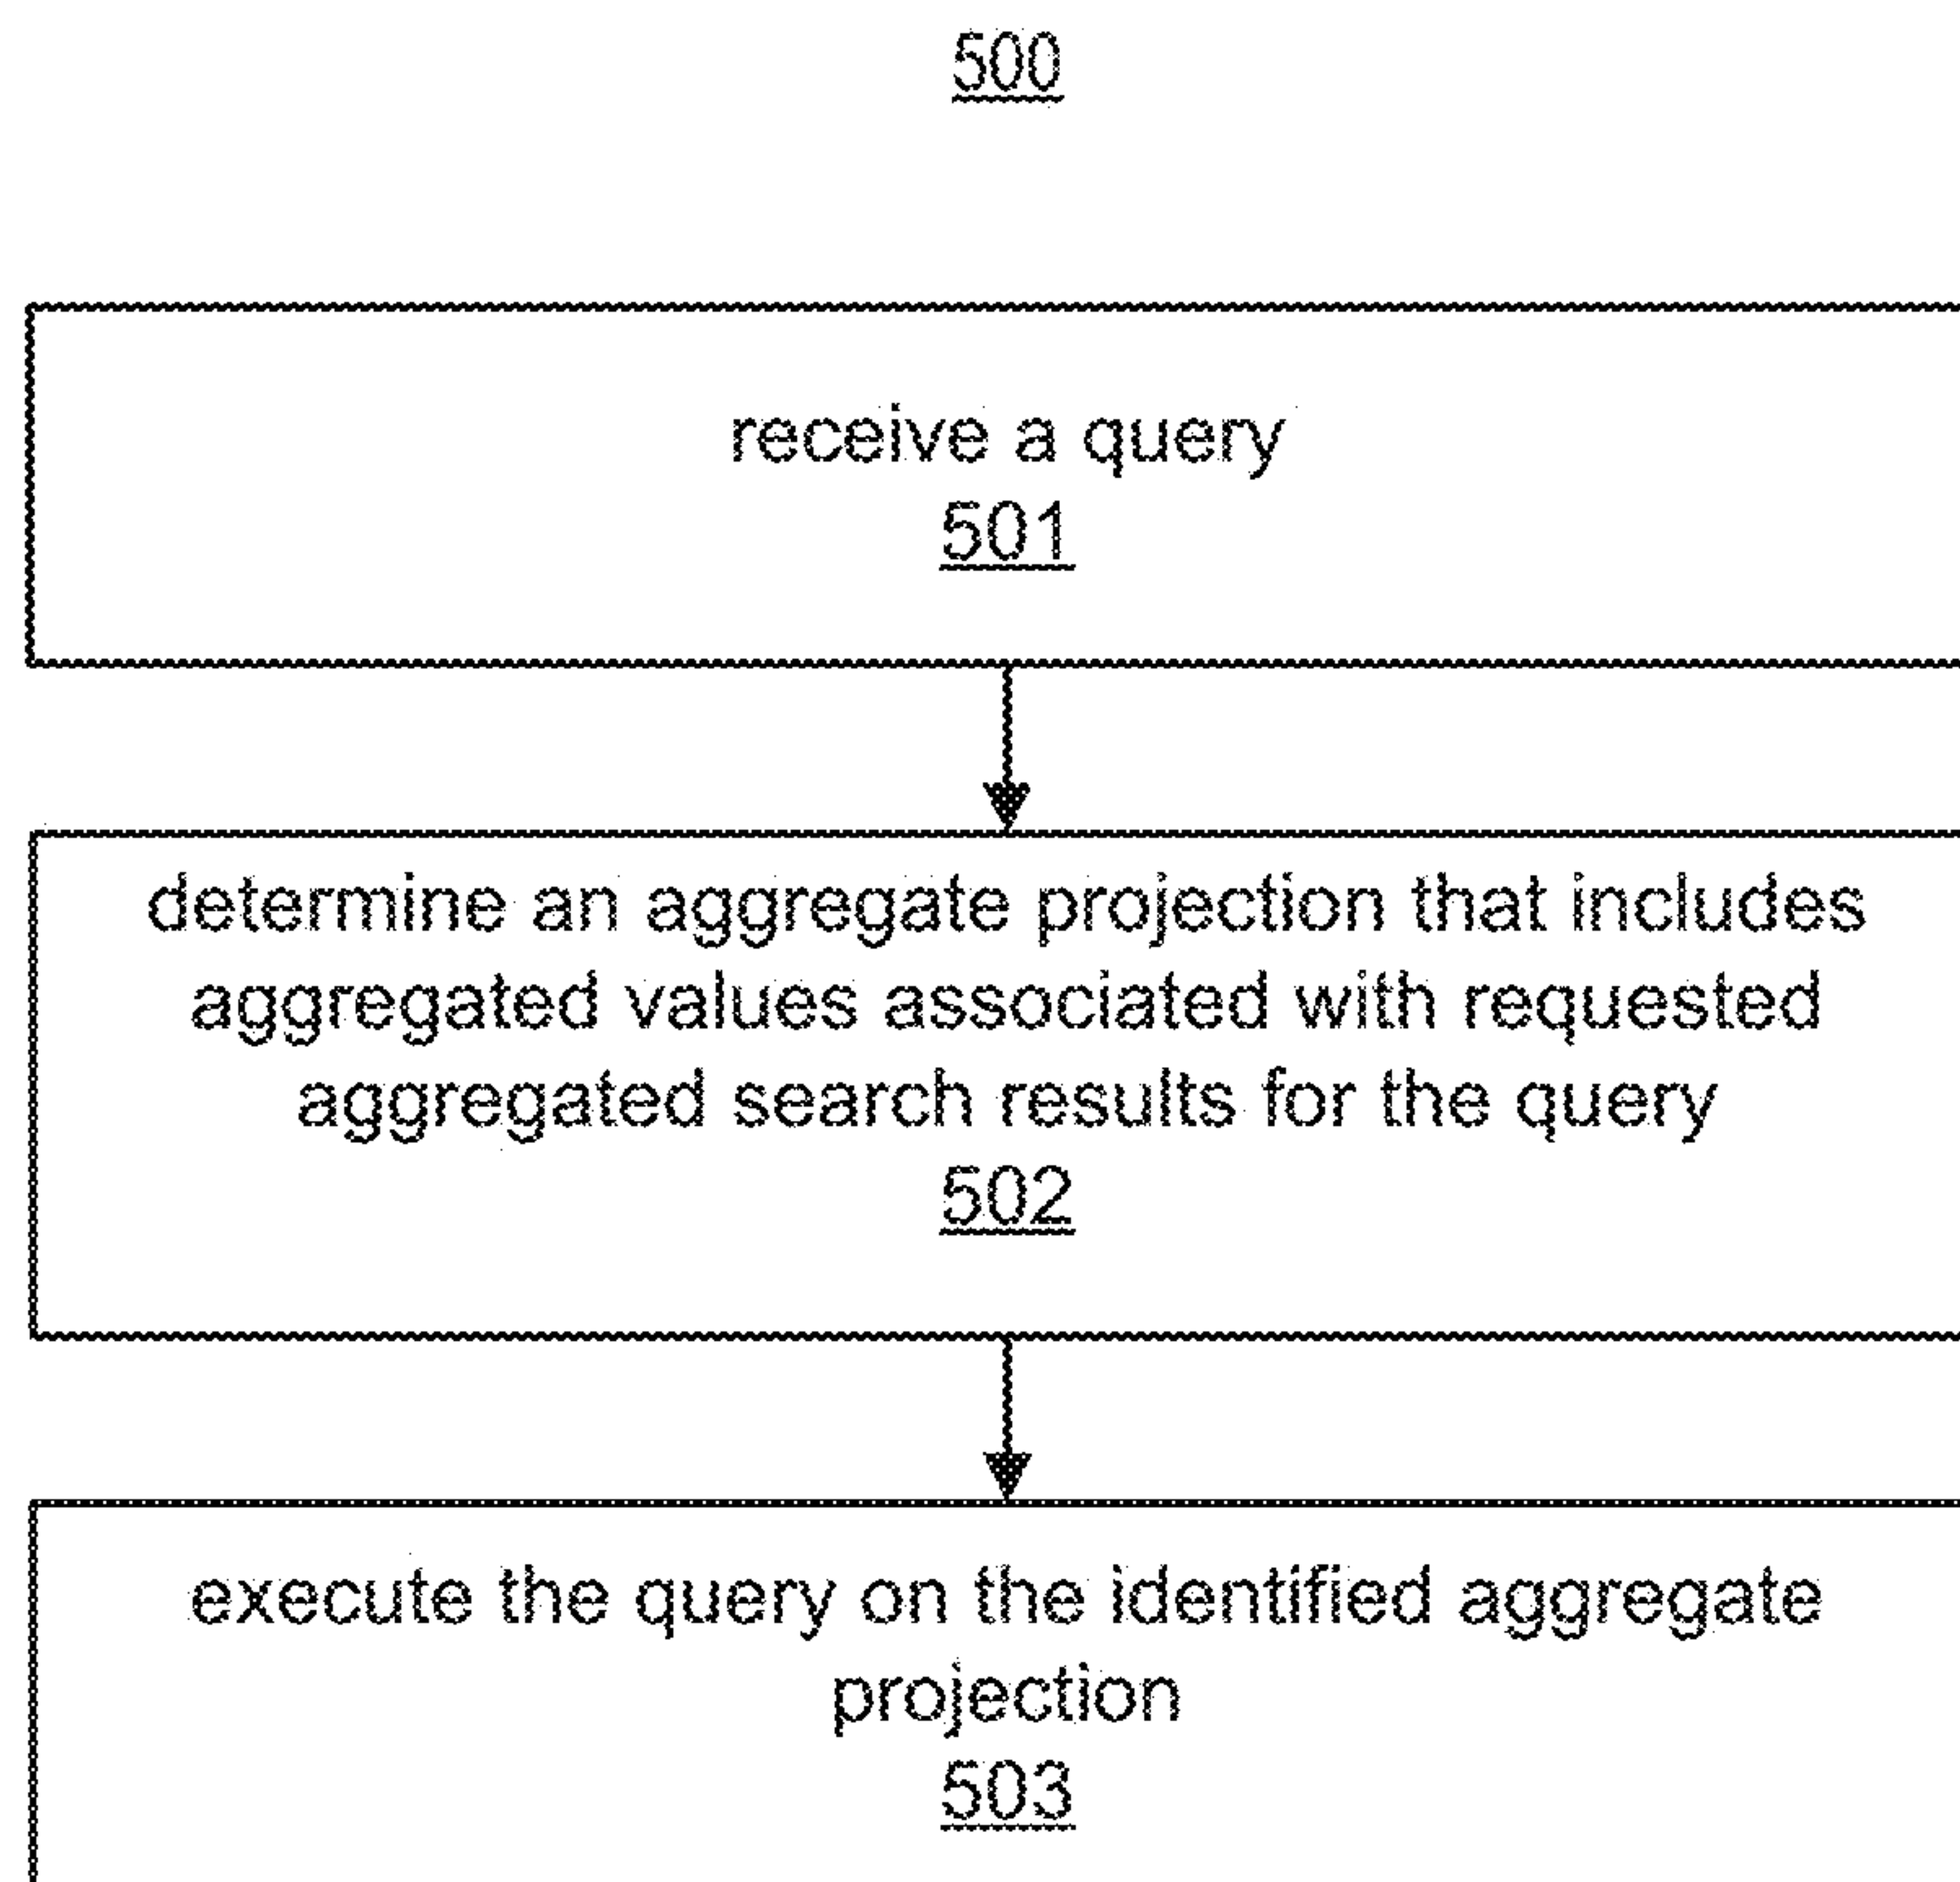 500
receive a query
501
determine an aggregate projection that includes
aggregated values associated with requested
aggregated search results for the query
502
execute the query on the identified aggregate
projection
503